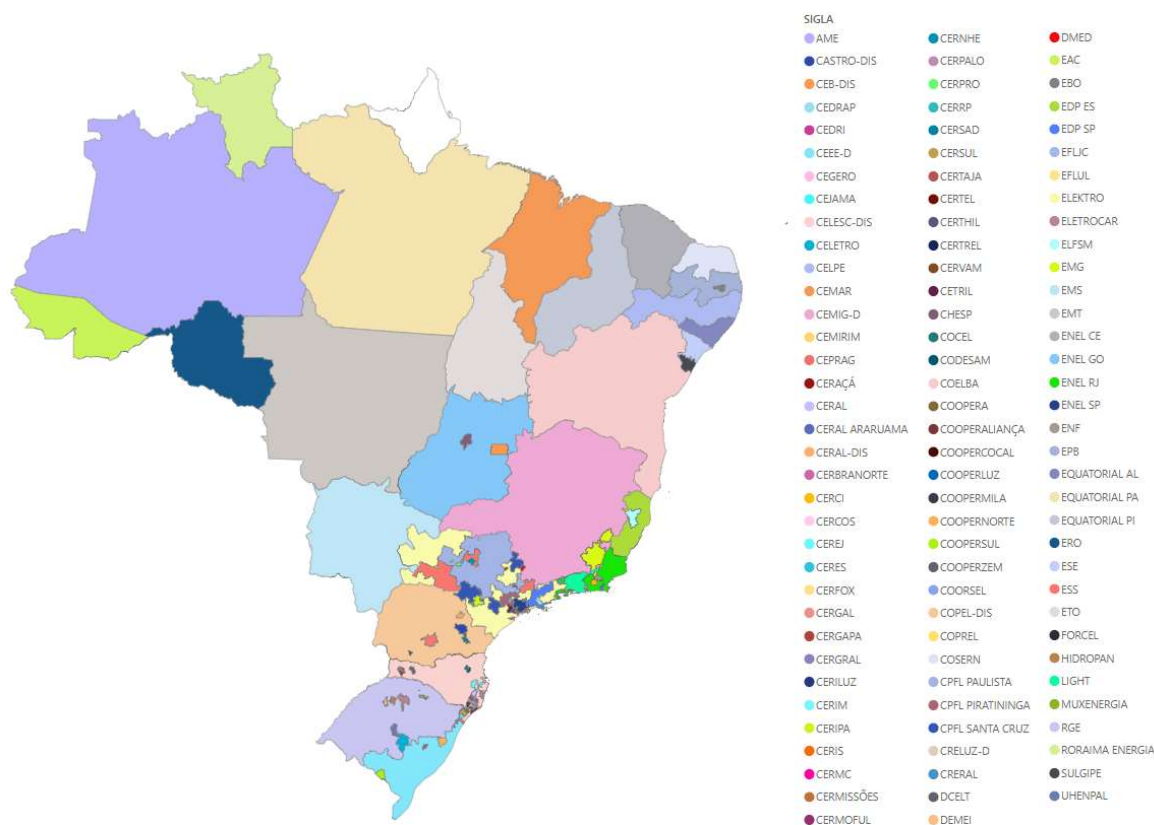 SIGLA
AME
CASTRO-DIS
CEB-DIS
CEDRAP
CEDRI
CEEE-D
CEGERO
CEJAMA
CELESC-DIS
CELETRO
CELPE
CEMAR
CEMIG-D
CEMIRIM
CEPRAG
CERAÇÁ
CERAL
CERAL ARARUAMA
CERAL-DIS
CERBRANORTE
CERCI
CERCOS
CEREJ
CERES
CERFOX
CERGAL
CERGAPA
CERGRAL
CERILUZ
CERIM
CERIPA
CERIS
CERMC
CERMISSÕES
CERMOFUL
CERNHE
CERPALO
CERPRO
CERRP
CERSAD
CERSUL
CERTAJA
CERTEL
CERTHIL
CERTREL
CERVAM
CETRIL
CHESP
COCEL
CODESAM
COELBA
COOPERA
COOPERALIANÇA
COOPERCOCAL
COOPERLUZ
COOPERMILA
COOPERNORTE
COOPERSUL
COOPERZEM
COORSEL
COPEL-DIS
COPREL
COSERN
CPFL PAULISTA
CPFL PIRATININGA
CPFL SANTA CRUZ
CRELUZ-D
CRERAL
DCELT
DEMEI
DMED
EAC
EBO
EDP ES
EDP SP
EFLJC
EFLUL
ELEKTRO
ELETROCAR
ELFSM
EMG
EMS
EMT
ENEL CE
ENEL GO
ENEL RJ
ENEL SP
ENF
EPB
EQUATORIAL AL
EQUATORIAL PA
EQUATORIAL PI
ERO
ESE
ESS
ETO
FORCEL
HIDROPAN
LIGHT
MUXENERGIA
RGE
RORAIMA ENERGIA
SULGIPE
UHENPAL